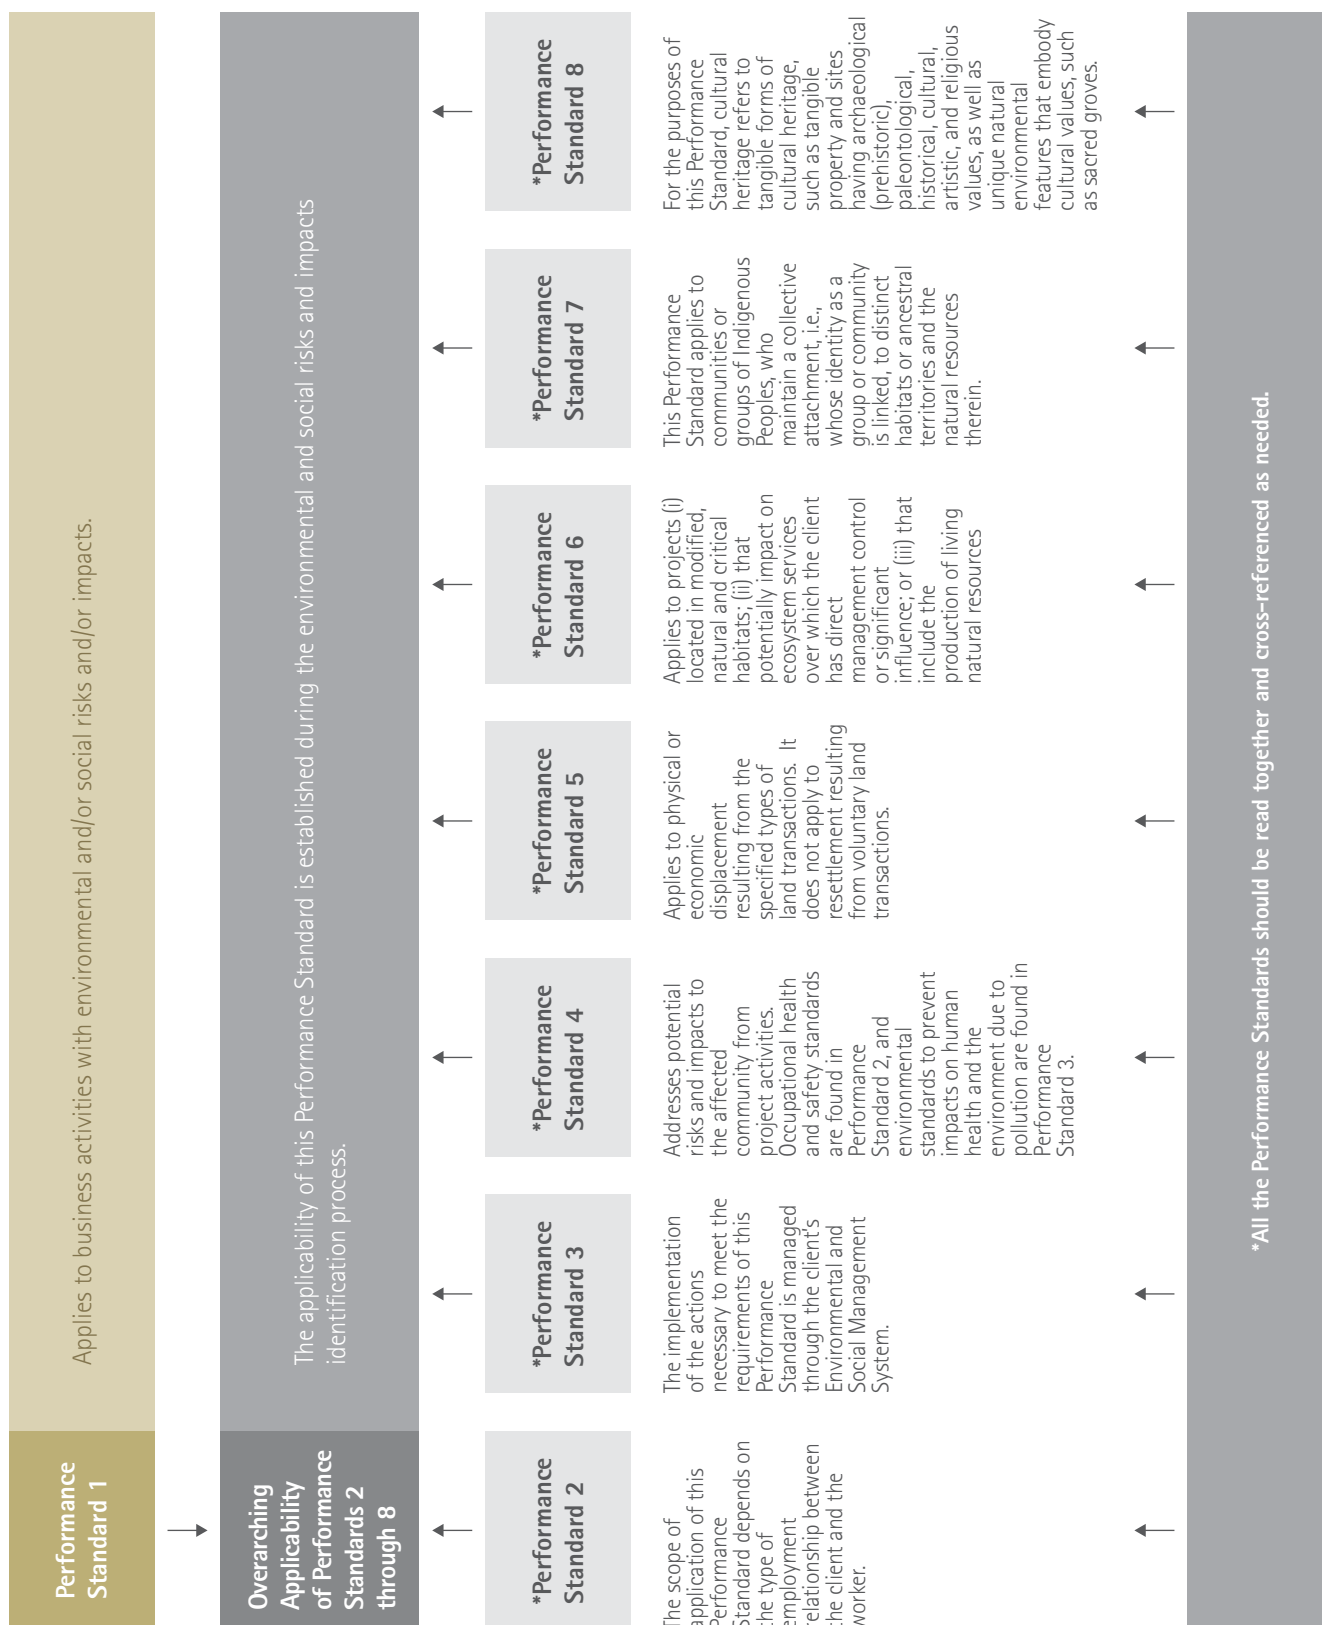 Performance
Standard 1
Applies to business activities with environmental and/or social risks and/or impacts.
Overarching
Applicability
of Performance
Standards 2
through 8
The applicability of this Performance Standard is established during the environmental and social risks and impacts
identification process.
*Performance
Standard 2
The scope of
application of this
Performance
Standard depends on
the type of
employment
relationship between
the client and the
worker.
*Performance
Standard 3
The implementation
of the actions
necessary to meet the
requirements of this
Performance
Standard is managed
through the client's
Environmental and
Social Management
System.
*Performance
Standard 4
Addresses potential
risks and impacts to
the affected
community from
project activities.
Occupational health
and safety standards
are found in
Performance
Standard 2, and
environmental
standards to prevent
impacts on human
health and the
environment due to
pollution are found in
Performance
Standard 3.
*Performance
Standard 5
Applies to physical or
economic
displacement
resulting from the
specified types of
land transactions. It
does not apply to
resettlement resulting
from voluntary land
transactions.
*Performance
Standard 6
Applies to projects (i)
located in modified,
natural and critical
habitats; (ii) that
potentially impact on
ecosystem services
over which the client
has direct
management control
or significant
influence; or (iii) that
include the
production of living
natural resources
*Performance
Standard 7
This Performance
Standard applies to
communities or
groups of Indigenous
Peoples, who
maintain a collective
attachment, i.e.,
whose identity as a
group or community
is linked, to distinct
habitats or ancestral
territories and the
natural resources
therein.
*Performance
Standard 8
For the purposes of
this Performance
Standard, cultural
heritage refers to
tangible forms of
cultural heritage,
such as tangible
property and sites
having archaeological
(prehistoric),
paleontological,
historical, cultural,
artistic, and religious
values, as well as
unique natural
environmental
features that embody
cultural values, such
as sacred groves.
*All the Performance Standards should be read together and cross-referenced as needed.